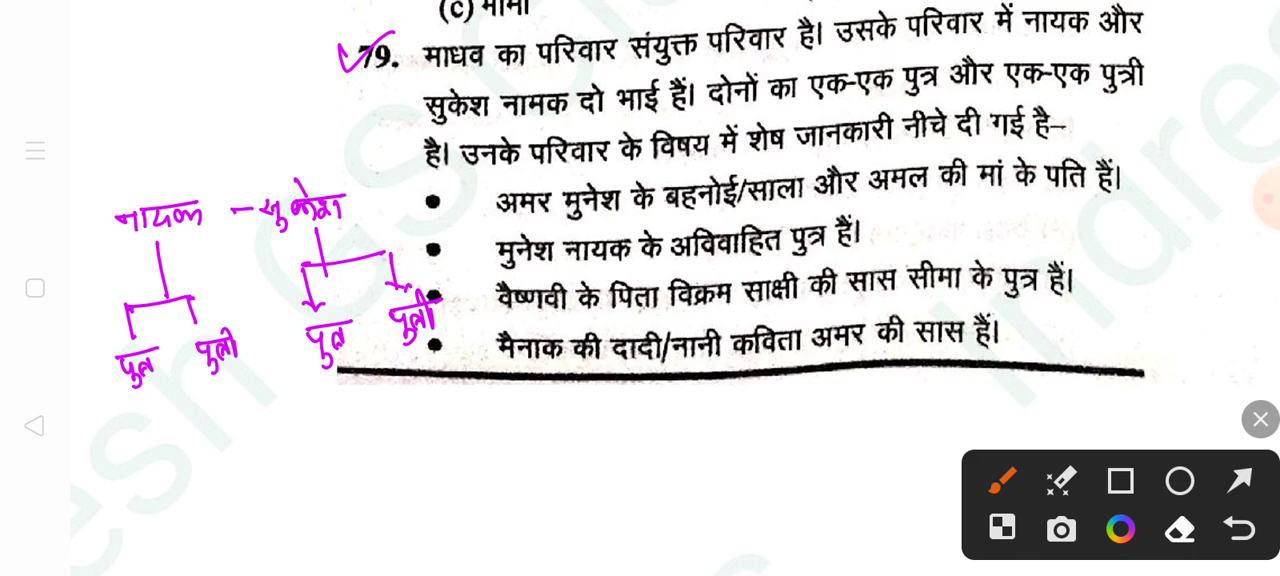 (c) मामा
79. माधव का परिवार संयुक्त परिवार है। उसके परिवार में नायक और
सुकेश नामक दो भाई हैं। दोनों का एक-एक पुत्र और एक-एक पुत्री
है। उनके परिवार के विषय में शेष जानकारी नीचे दी गई है–
• अमर मुनेश के बहनोई/साला और अमल की मां के पति हैं।
• मुनेश नायक के अविवाहित पुत्र हैं।
• वैष्णवी के पिता विक्रम साक्षी की सास सीमा के पुत्र हैं।
• मैनाक की दादी/नानी कविता अमर की सास हैं।
नायक – सुकेश
पुत्र पुत्री पुत्र पुत्री